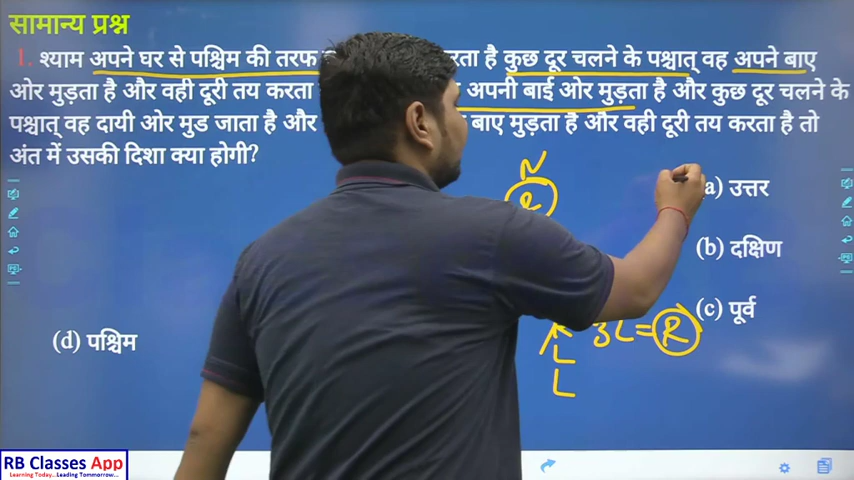 सामान्य प्रश्न
1. श्याम अपने घर से पश्चिम की तरफ रता है कुछ दूर चलने के पश्चात् वह अपने बाए
ओर मुड़ता है और वही दूरी तय करता अपनी बाई ओर मुड़ता है और कुछ दूर चलने के
पश्चात् वह दायी ओर मुड जाता है और बाए मुड़ता है और वही दूरी तय करता है तो
अंत में उसकी दिशा क्या होगी?
N
R
a) उत्तर
(b) दक्षिण
(c) पूर्व
3L = R
(d) पश्चिम
L
L
RB Classes App
Learning Today...Leading Tommorrow...